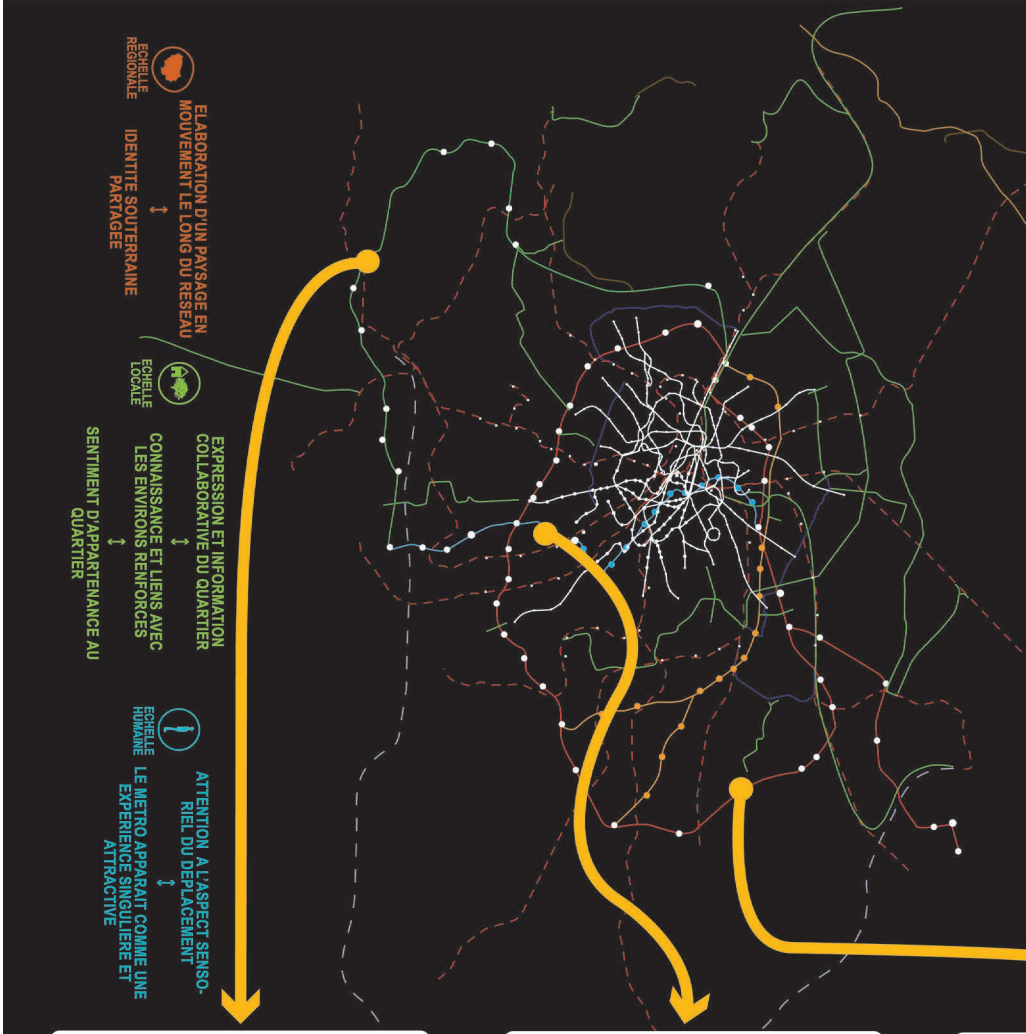 ECHELLE
REGIONALE
ELABORATION D'UN PAYSAGE EN
MOUVEMENT LE LONG DU RESEAU
IDENTITE SOUTERRAINE
PARTAGEE
ECHELLE
LOCALE
EXPRESSION ET INFORMATION
COLLABORATIVE DU QUARTIER
CONNAISSANCE ET LIENS AVEC
LES ENVIRONS RENFORCES
SENTIMENT D'APPARTENANCE AU
QUARTIER
ECHELLE
HUMAINE
ATTENTION A L'ASPECT SENSO-
RIEL DU DEPLACEMENT
LE METRO APPARAIT COMME UNE
EXPERIENCE SINGULIERE ET
ATTRACTIVE